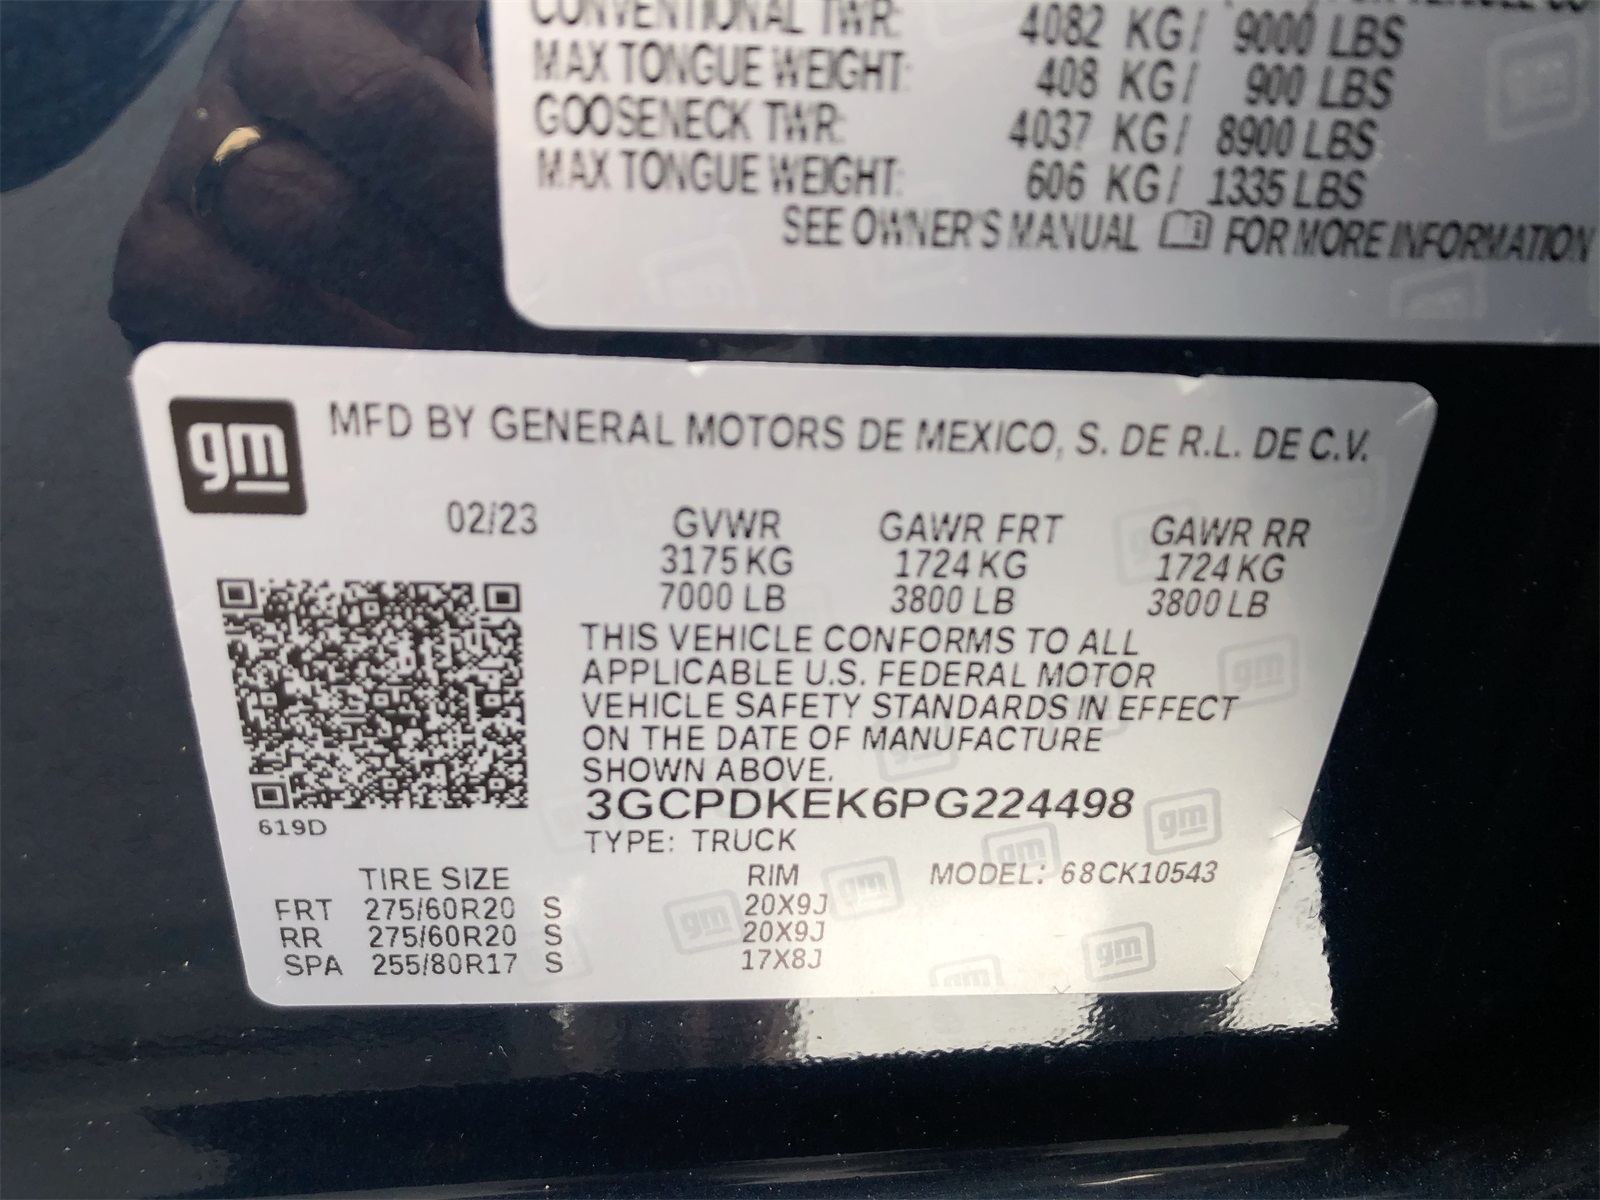 CONVENTIONAL TWR: 4082 KG/ 9000 LBS
MAX TONGUE WEIGHT: 408 KG/ 900 LBS
GOOSENECK TWR: 4037 KG/ 8900 LBS
MAX TONGUE WEIGHT: 606 KG/ 1335 LBS
SEE OWNER'S MANUAL FOR MORE INFORMATION
gm
MFD BY GENERAL MOTORS DE MEXICO, S. DE R.L. DE C.V.
02/23 GVWR GAWR FRT GAWR RR
3175 KG 1724 KG 1724 KG
7000 LB 3800 LB 3800 LB
THIS VEHICLE CONFORMS TO ALL
APPLICABLE U.S. FEDERAL MOTOR
VEHICLE SAFETY STANDARDS IN EFFECT
ON THE DATE OF MANUFACTURE
SHOWN ABOVE.
3GCPDKEK6PG224498
619D
TYPE: TRUCK
TIRE SIZE RIM MODEL: 68CK10543
FRT 275/60R20 S 20X9J
RR 275/60R20 S 20X9J
SPA 255/80R17 S 17X8J